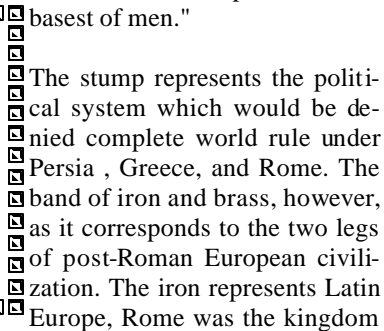 basest of men."
The stump represents the politi-
cal system which would be de-
nied complete world rule under
Persia , Greece, and Rome. The
band of iron and brass, however,
as it corresponds to the two legs
of post-Roman European civili-
zation. The iron represents Latin
Europe, Rome was the kingdom